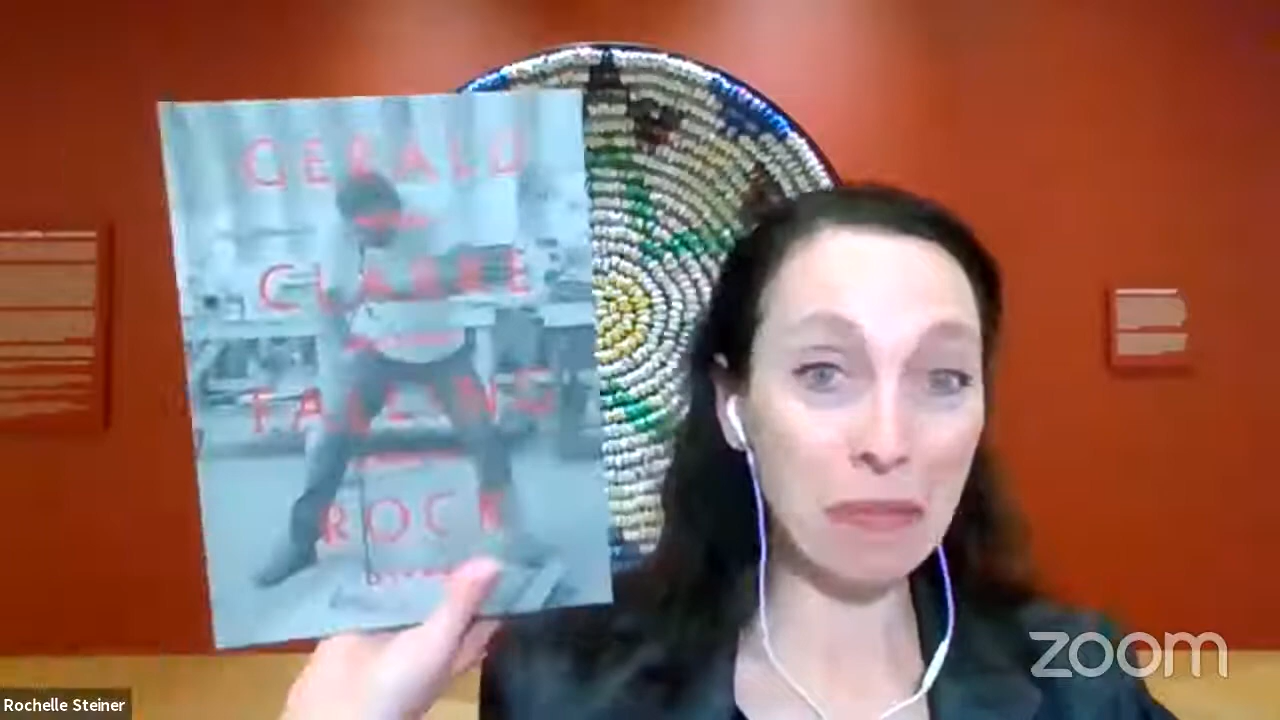 GERALD
CLARKE
FALLING
ROCK
zoom
Rochelle Steiner